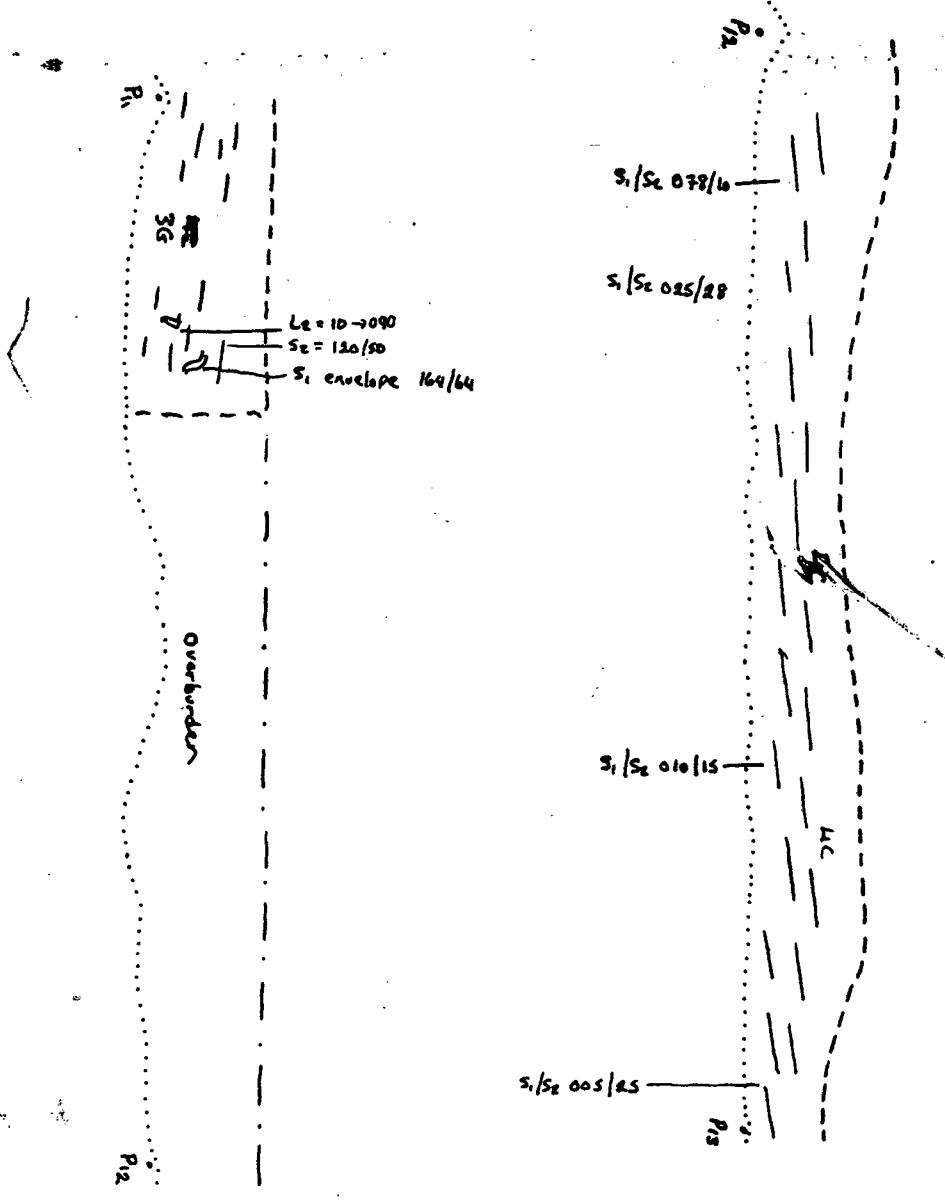 P11
3G
L2 = 10→090
S2 = 120/50
S1 envelope 164/64
Overburden
P12
P12
S1/S2 078/10
S1/S2 025/28
S1/S2 010/15
4C
S1/S2 005/25
P13